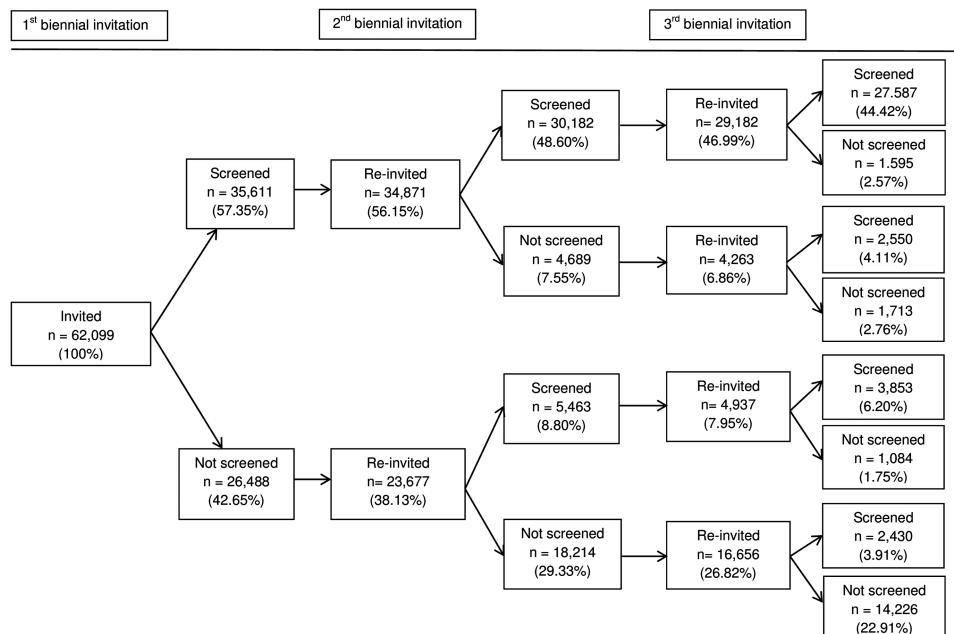 1st biennial invitation
2nd biennial invitation
3rd biennial invitation
Invited
n = 62,099
(100%)
Screened
n = 35,611
(57.35%)
Not screened
n = 26,488
(42.65%)
Re-invited
n= 34,871
(56.15%)
Re-invited
n= 23,677
(38.13%)
Screened
n = 30,182
(48.60%)
Not screened
n = 4,689
(7.55%)
Screened
n = 5,463
(8.80%)
Not screened
n = 18,214
(29.33%)
Re-invited
n= 29,182
(46.99%)
Re-invited
n= 4,263
(6.86%)
Re-invited
n= 4,937
(7.95%)
Re-invited
n= 16,656
(26.82%)
Screened
n = 27.587
(44.42%)
Not screened
n = 1.595
(2.57%)
Screened
n = 2,550
(4.11%)
Not screened
n = 1,713
(2.76%)
Screened
n = 3,853
(6.20%)
Not screened
n = 1,084
(1.75%)
Screened
n = 2,430
(3.91%)
Not screened
n = 14,226
(22.91%)